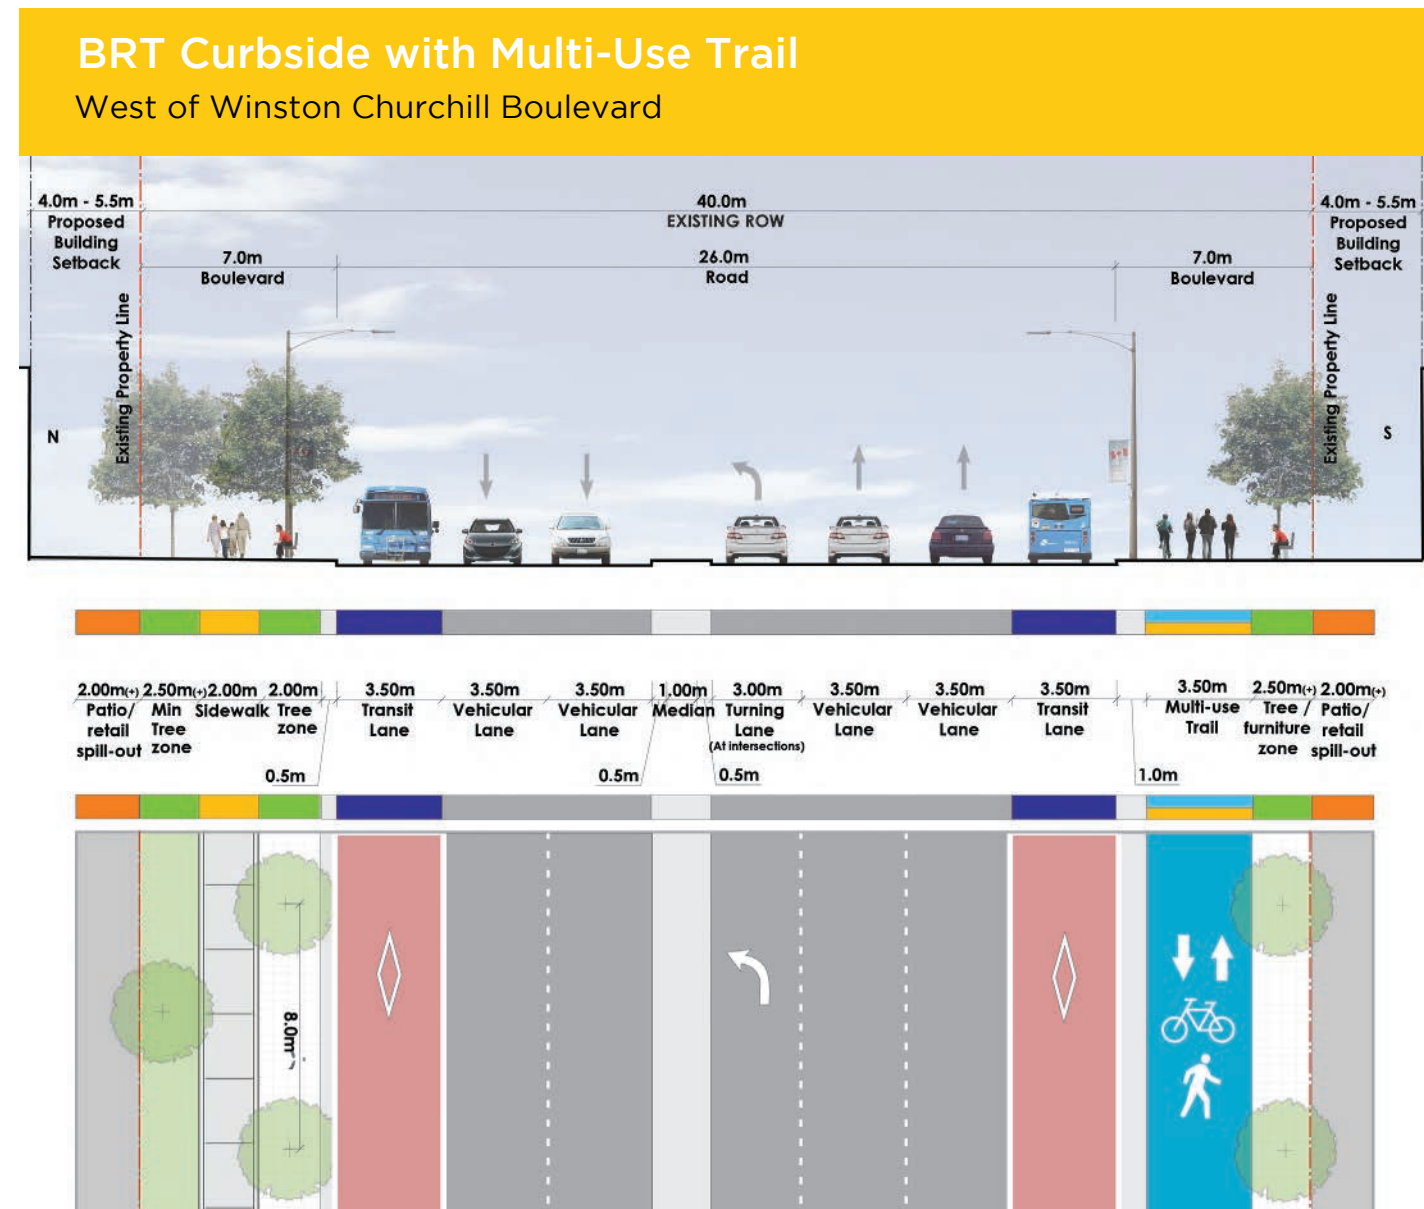 BRT Curbside with Multi-Use Trail
West of Winston Churchill Boulevard
4.0m - 5.5m
Proposed
Building
Setback
40.0m
EXISTING ROW
4.0m - 5.5m
Proposed
Building
Setback
7.0m
Boulevard
26.0m
Road
7.0m
Boulevard
Existing Property Line
Existing Property Line
N
S
2.00m(+)
Patio/
retail
spill-out
2.50m(+)
Min
Tree
zone
2.00m
Sidewalk
2.00m
Tree
zone
0.5m
3.50m
Transit
Lane
3.50m
Vehicular
Lane
3.50m
Vehicular
Lane
0.5m
1.00m
Median
0.5m
3.00m
Turning
Lane
(At intersections)
3.50m
Vehicular
Lane
3.50m
Vehicular
Lane
3.50m
Transit
Lane
1.0m
3.50m
Multi-use
Trail
2.50m(+)
Tree /
furniture
zone
2.00m(+)
Patio/
retail
spill-out
8.0m